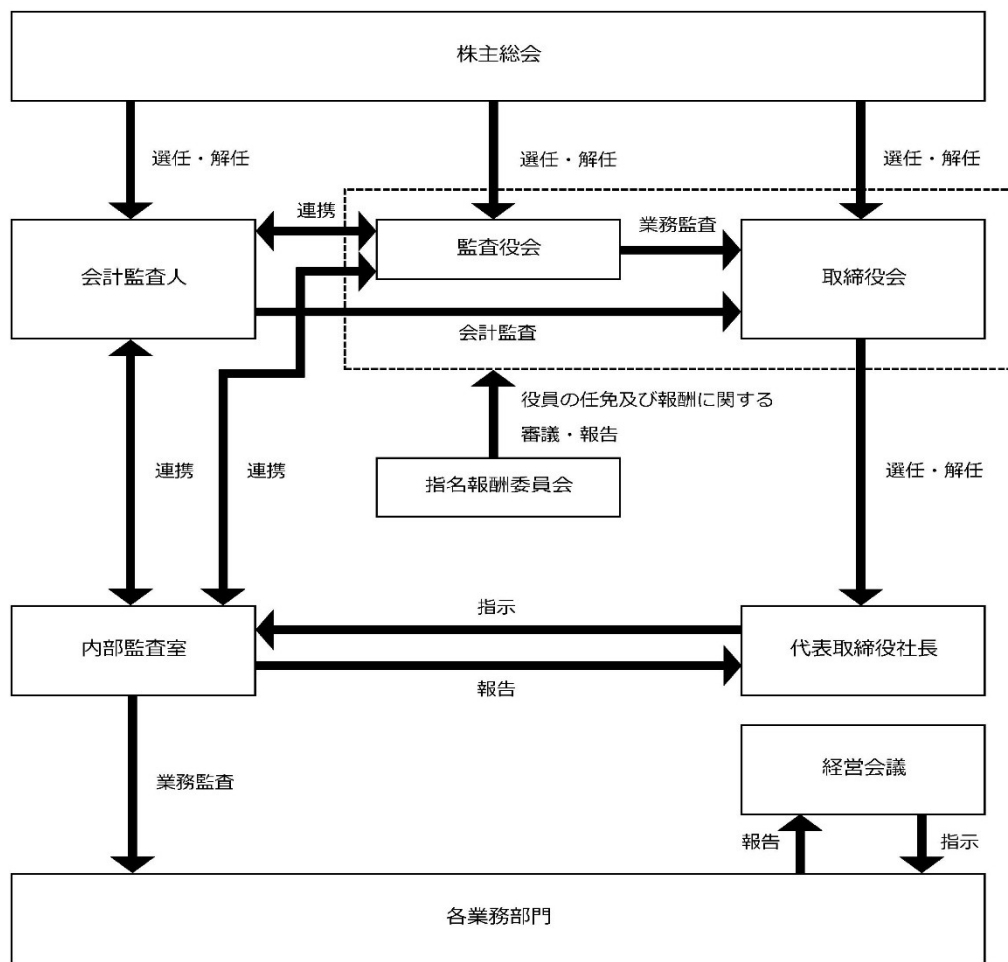 株主総会
選任・解任
選任・解任
選任・解任
連携
業務監査
会計監査人
監査役会
取締役会
会計監査
役員の任免及び報酬に関する
審議・報告
連携
連携
指名報酬委員会
選任・解任
指示
内部監査室
代表取締役社長
報告
業務監査
経営会議
報告
指示
各業務部門